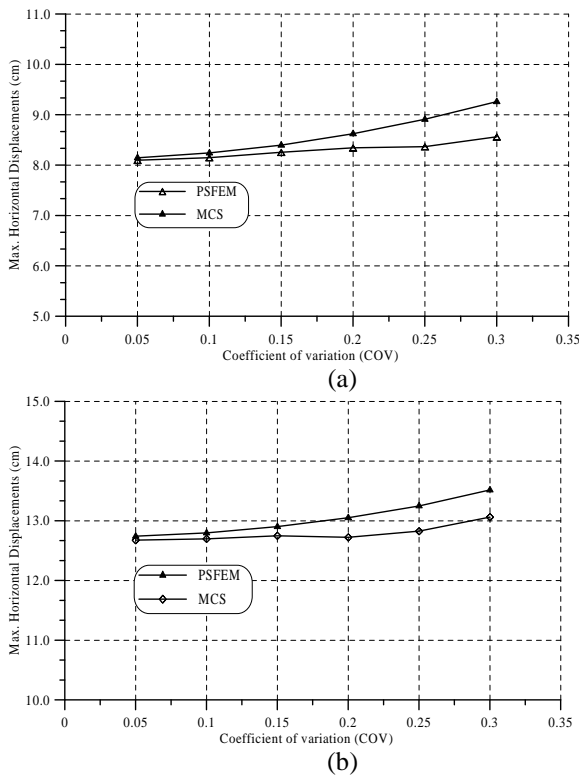 11.0
10.0
9.0
8.0
7.0
6.0
5.0
Max. Horizontal Displacements (cm)
PSFEM
MCS
0 0.05 0.1 0.15 0.2 0.25 0.3 0.35
Coefficient of variation (COV)
(a)
15.0
14.0
13.0
12.0
11.0
10.0
Max. Horizontal Displacements (cm)
PSFEM
MCS
0 0.05 0.1 0.15 0.2 0.25 0.3 0.35
Coefficient of variation (COV)
(b)